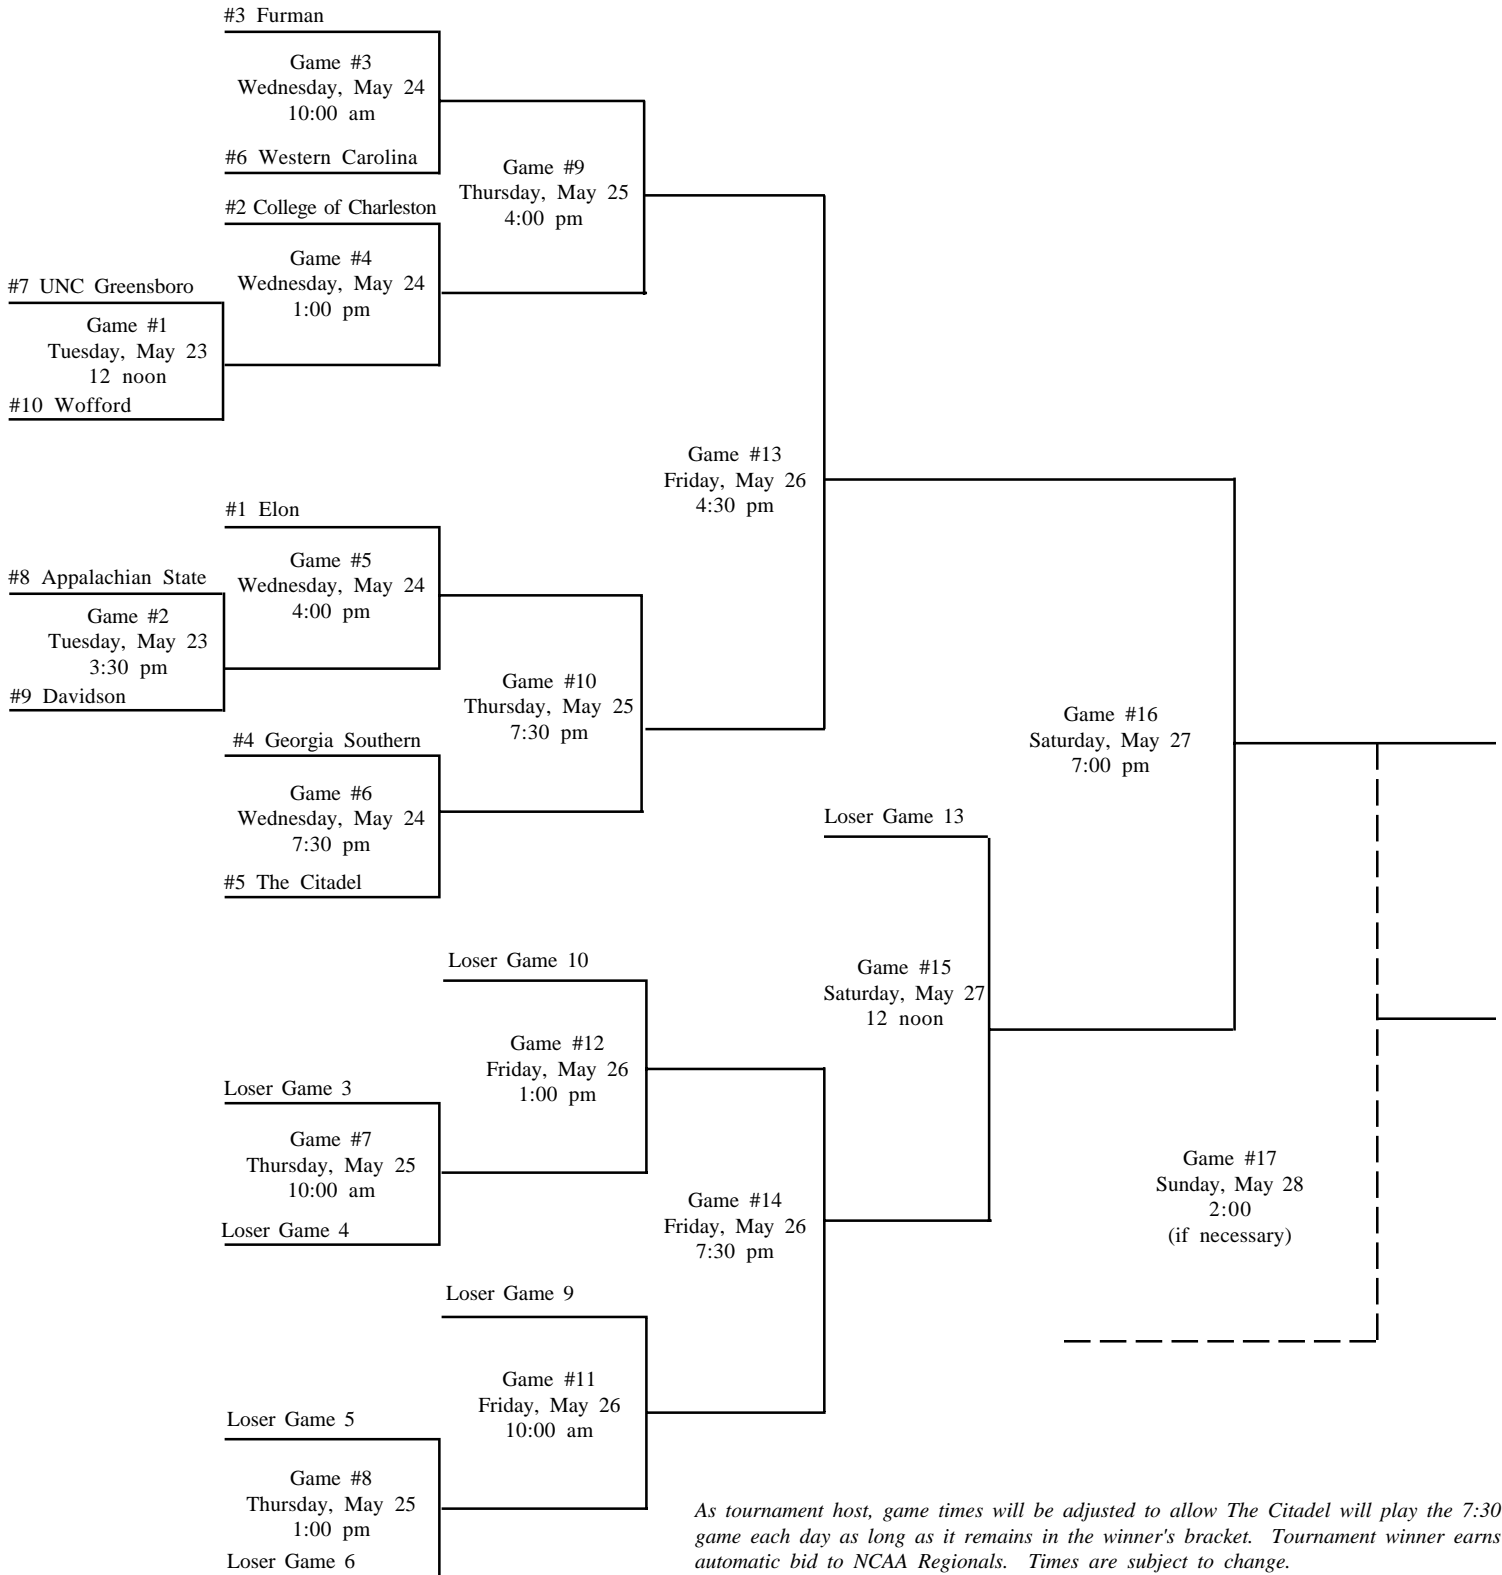 #3 Furman
Game #3
Wednesday, May 24
10:00 am
#6 Western Carolina
Game #9
Thursday, May 25
4:00 pm
#2 College of Charleston
Game #4
Wednesday, May 24
1:00 pm
#7 UNC Greensboro
Game #1
Tuesday, May 23
12 noon
#10 Wofford
Game #13
Friday, May 26
4:30 pm
#1 Elon
Game #5
Wednesday, May 24
4:00 pm
#8 Appalachian State
Game #2
Tuesday, May 23
3:30 pm
#9 Davidson
Game #10
Thursday, May 25
7:30 pm
#4 Georgia Southern
Game #6
Wednesday, May 24
7:30 pm
#5 The Citadel
Game #16
Saturday, May 27
7:00 pm
Loser Game 13
Game #15
Saturday, May 27
12 noon
Loser Game 10
Game #12
Friday, May 26
1:00 pm
Loser Game 3
Game #7
Thursday, May 25
10:00 am
Loser Game 4
Game #14
Friday, May 26
7:30 pm
Game #17
Sunday, May 28
2:00
(if necessary)
Loser Game 9
Game #11
Friday, May 26
10:00 am
Loser Game 5
Game #8
Thursday, May 25
1:00 pm
Loser Game 6
As tournament host, game times will be adjusted to allow The Citadel will play the 7:30
game each day as long as it remains in the winner's bracket. Tournament winner earns
automatic bid to NCAA Regionals. Times are subject to change.